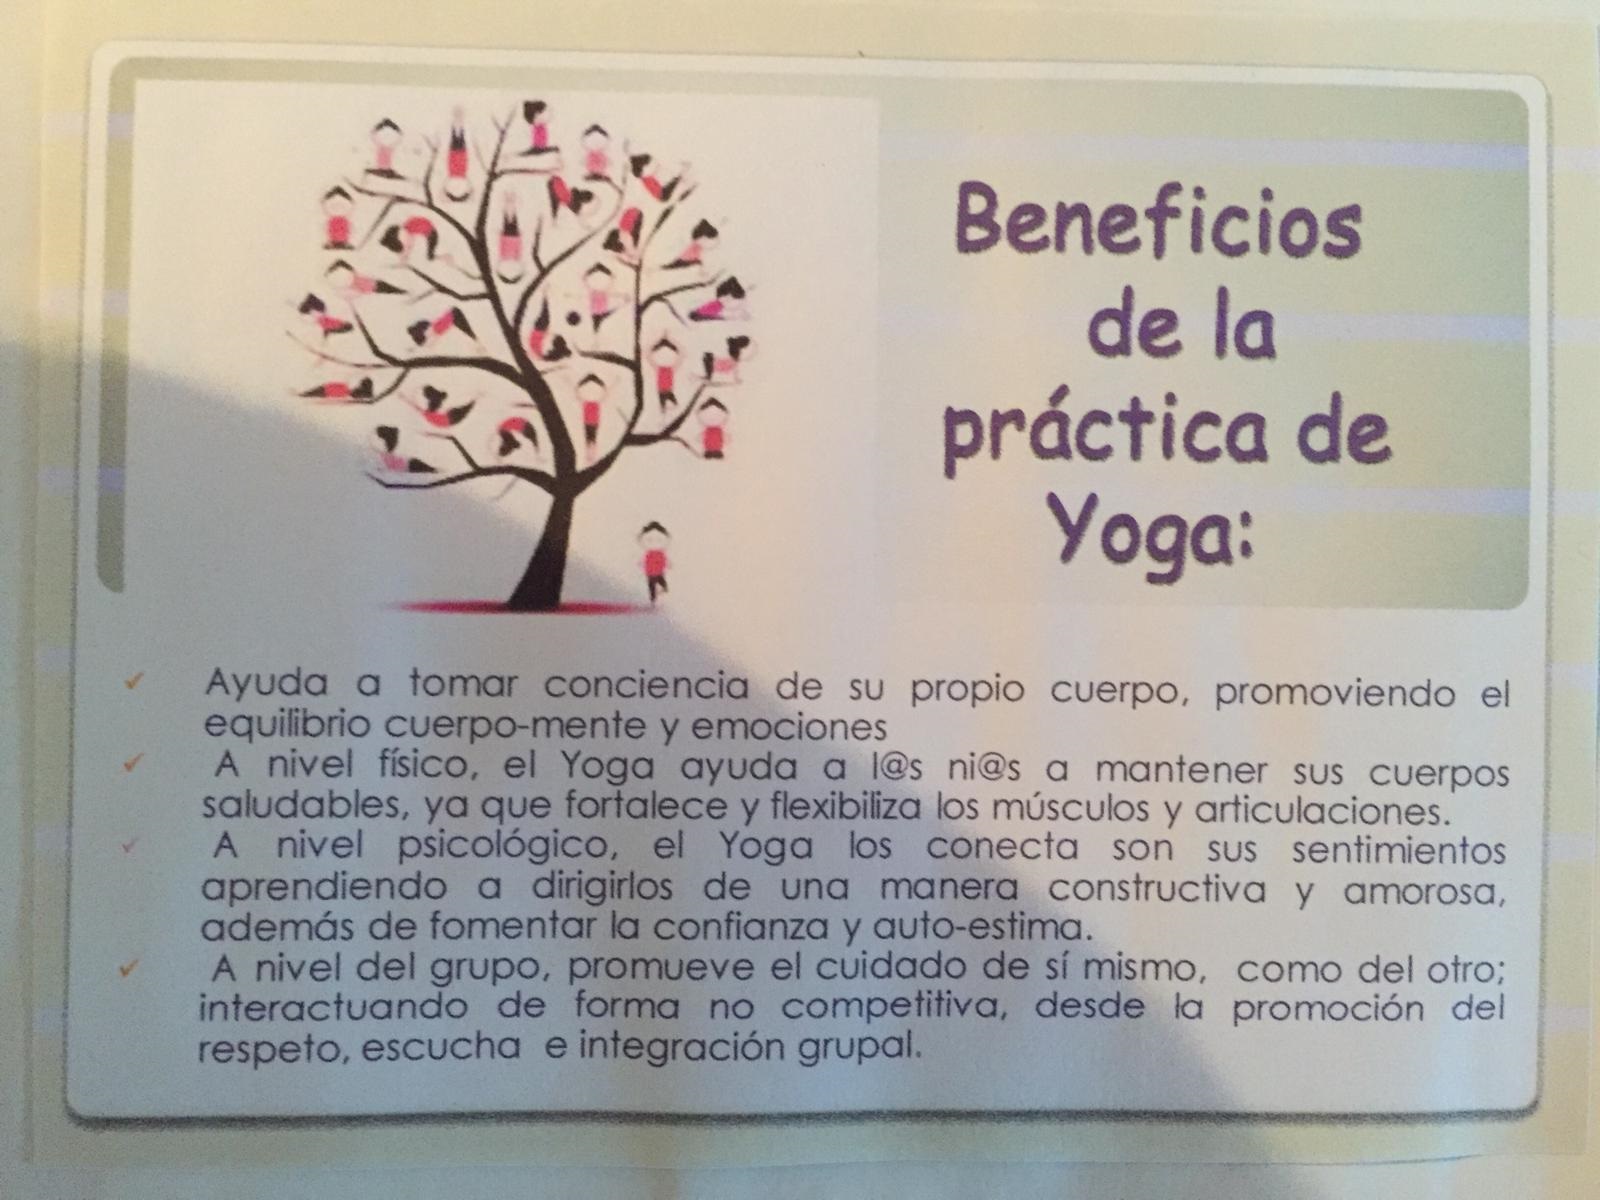 Beneficios
de la
práctica de
Yoga:
✓ Ayuda a tomar conciencia de su propio cuerpo, promoviendo el
equilibrio cuerpo-mente y emociones
✓ A nivel físico, el Yoga ayuda a l@s ni@s a mantener sus cuerpos
saludables, ya que fortalece y flexibiliza los músculos y articulaciones.
✓ A nivel psicológico, el Yoga los conecta son sus sentimientos
aprendiendo a dirigirlos de una manera constructiva y amorosa,
además de fomentar la confianza y auto-estima.
✓ A nivel del grupo, promueve el cuidado de sí mismo, como del otro;
interactuando de forma no competitiva, desde la promoción del
respeto, escucha e integración grupal.